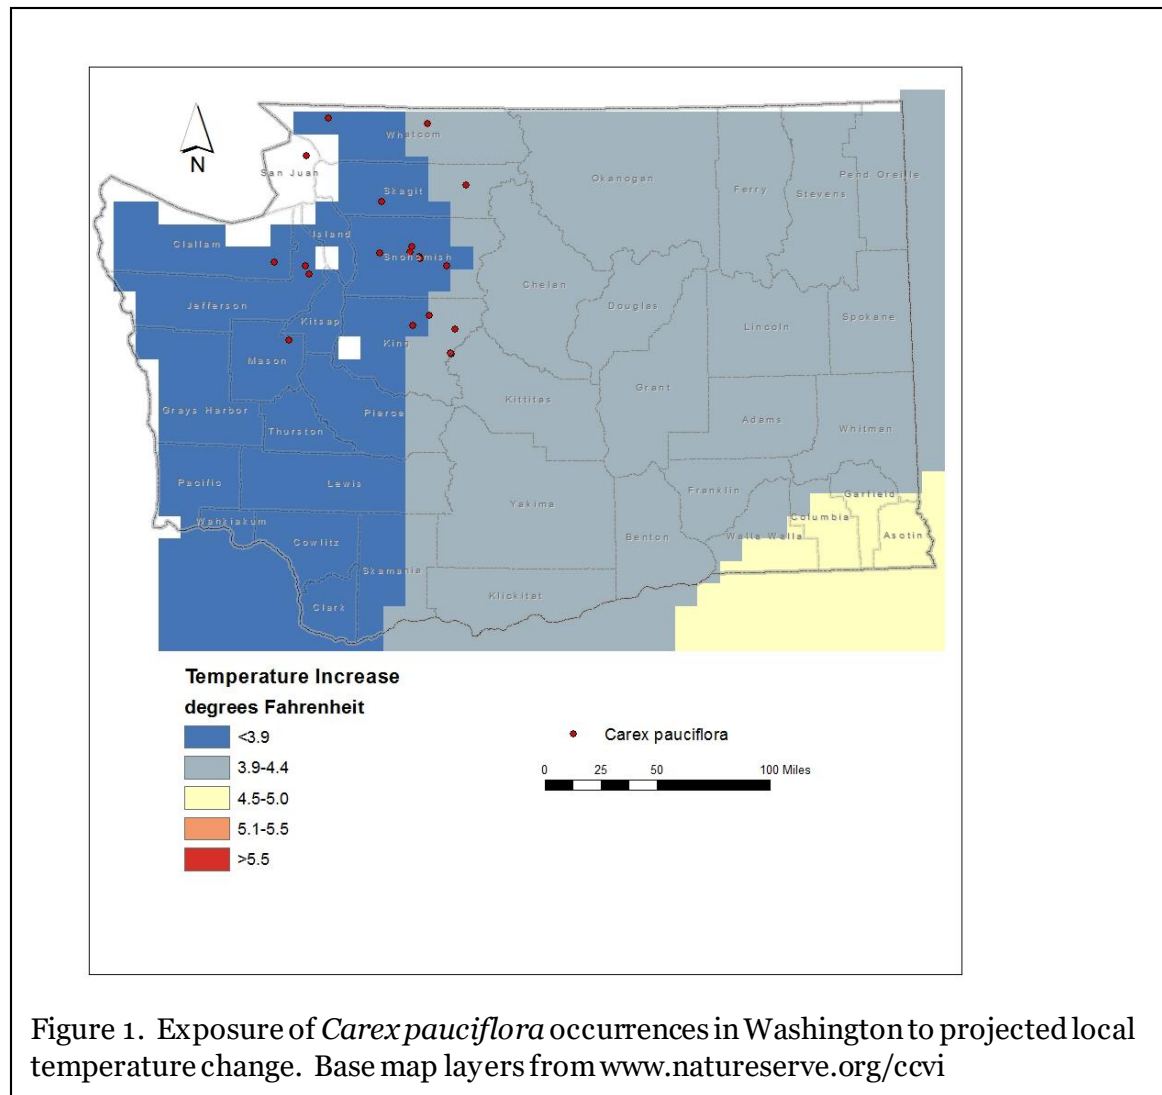 N
Whatcom
San Juan
Okanogan
Pend Oreille
Ferry
Stevens
Skagit
Island
Clallam
Snohomish
Chelan
Jefferson
Douglas
Kitsap
Spokane
Lincoln
King
Mason
Grant
Kittitas
Grays Harbor
Pierce
Adams
Whitman
Thurston
Pacific
Lewis
Franklin
Garfield
Yakima
Columbia
Wahkiakum
Walla Walla
Asotin
Benton
Cowlitz
Skamania
Klickitat
Clark
Temperature Increase
degrees Fahrenheit
<3.9
3.9-4.4
4.5-5.0
5.1-5.5
>5.5
Carex pauciflora
0 25 50 100 Miles
Figure 1. Exposure of Carex pauciflora occurrences in Washington to projected local
temperature change. Base map layers from www.natureserve.org/ccvi